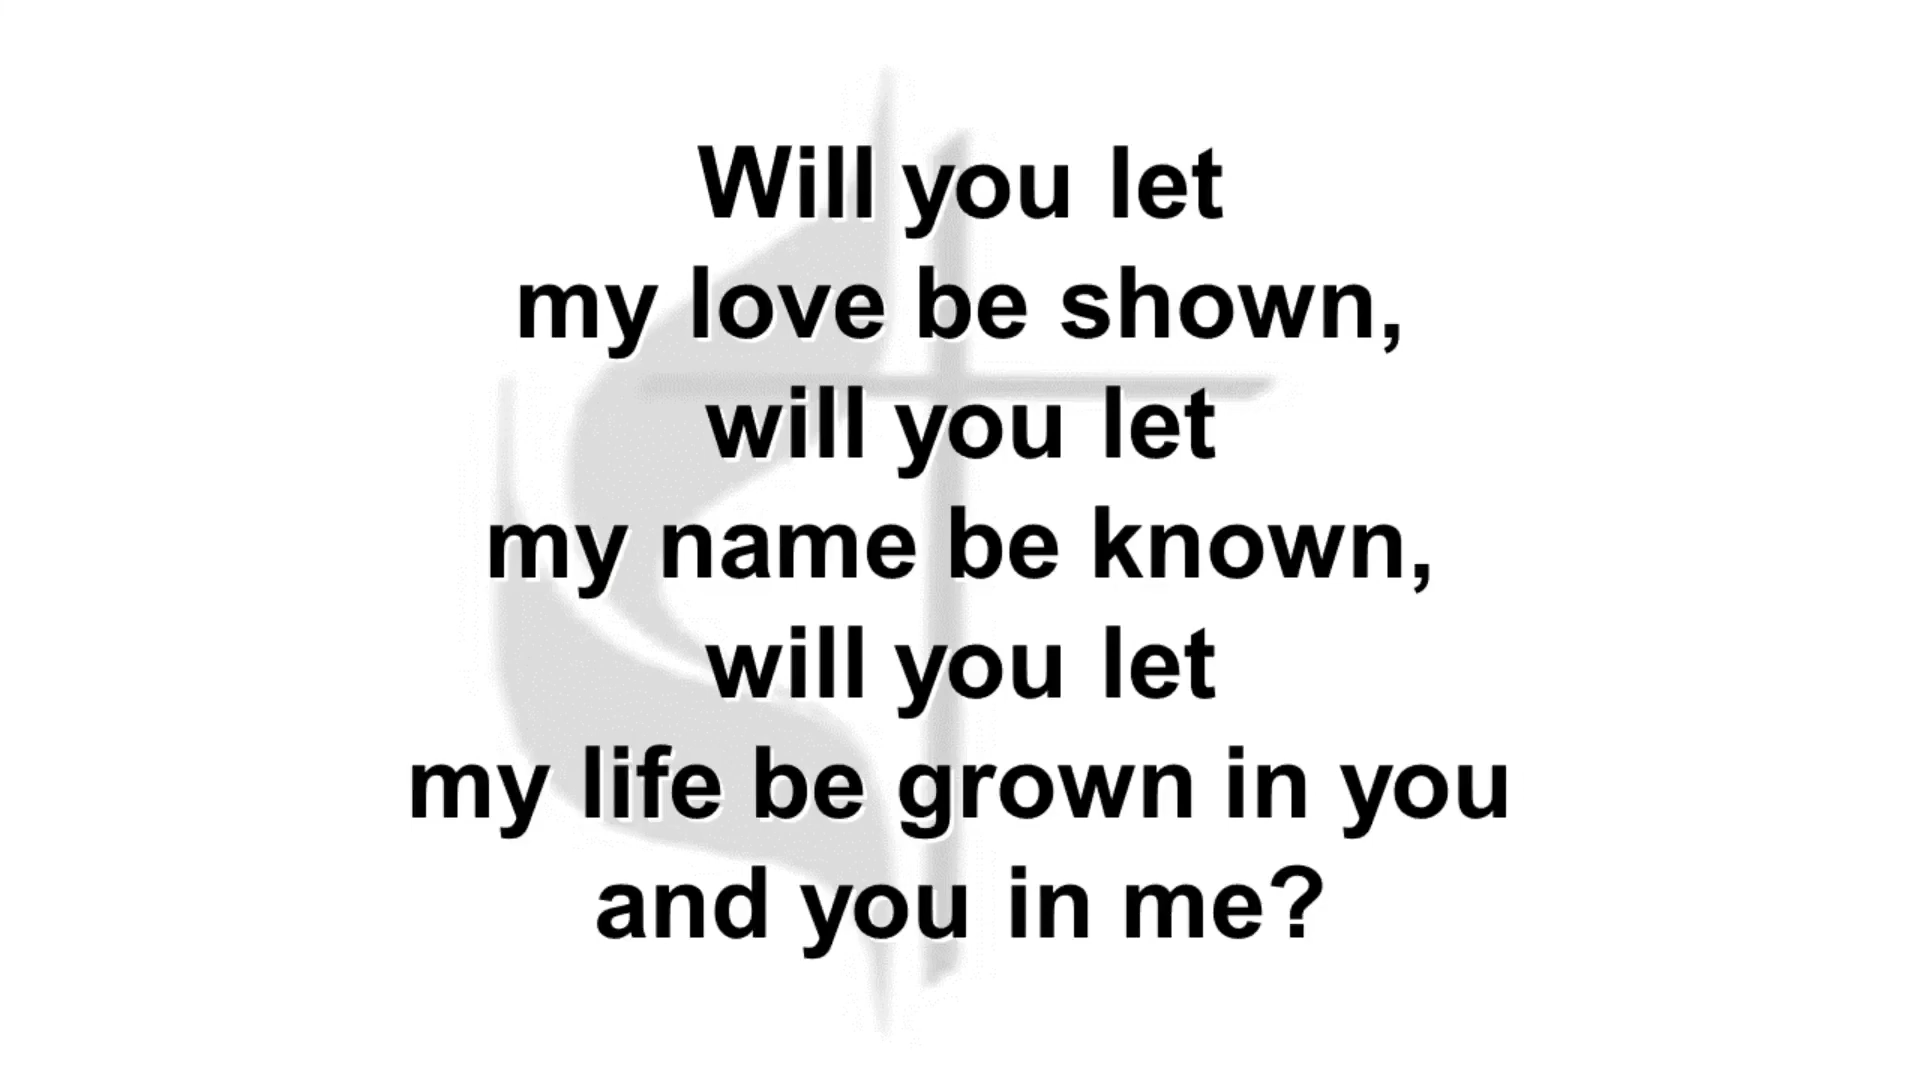 Will you let
my love be shown,
will you let
my name be known,
will you let
my life be grown in you
and you in me?